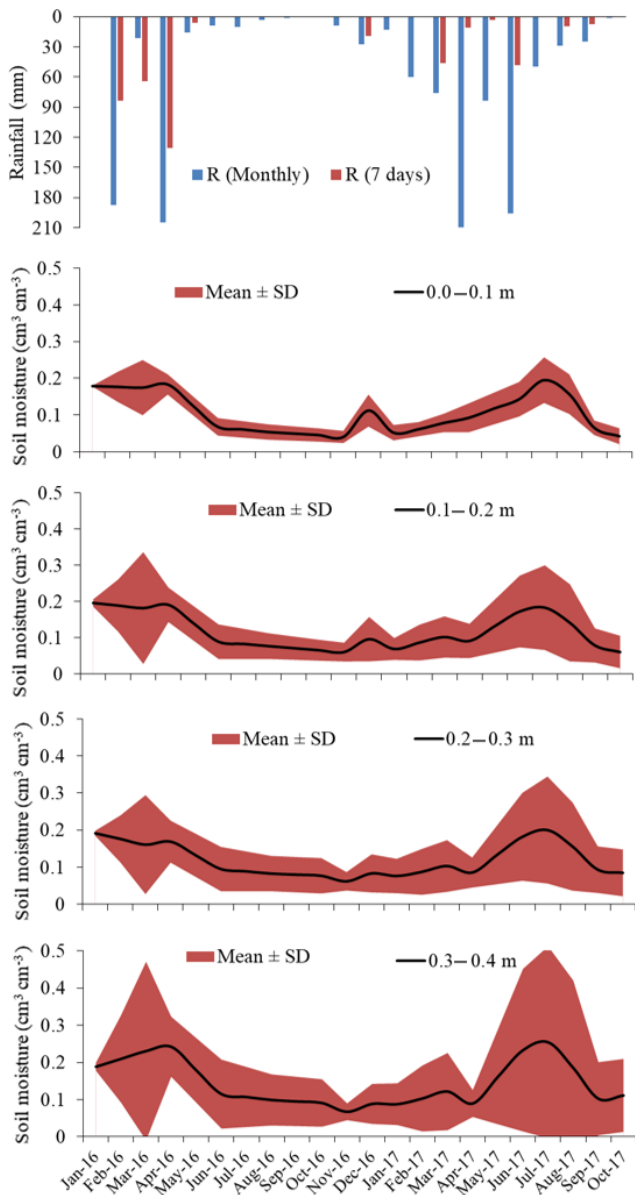 Rainfall (mm)
0
30
60
90
120
150
180
210
R (Monthly) R (7 days)
Soil moisture (cm³ cm⁻³)
0.5
0.4
0.3
0.2
0.1
0
Mean ± SD 0.0–0.1 m
Soil moisture (cm³ cm⁻³)
0.5
0.4
0.3
0.2
0.1
0
Mean ± SD 0.1–0.2 m
Soil moisture (cm³ cm⁻³)
0.5
0.4
0.3
0.2
0.1
0
Mean ± SD 0.2–0.3 m
Soil moisture (cm³ cm⁻³)
0.5
0.4
0.3
0.2
0.1
0
Mean ± SD 0.3–0.4 m
Jan-16 Feb-16 Mar-16 Apr-16 May-16 Jun-16 Jul-16 Aug-16 Sep-16 Oct-16 Nov-16 Dec-16 Jan-17 Feb-17 Mar-17 Apr-17 May-17 Jun-17 Jul-17 Aug-17 Sep-17 Oct-17